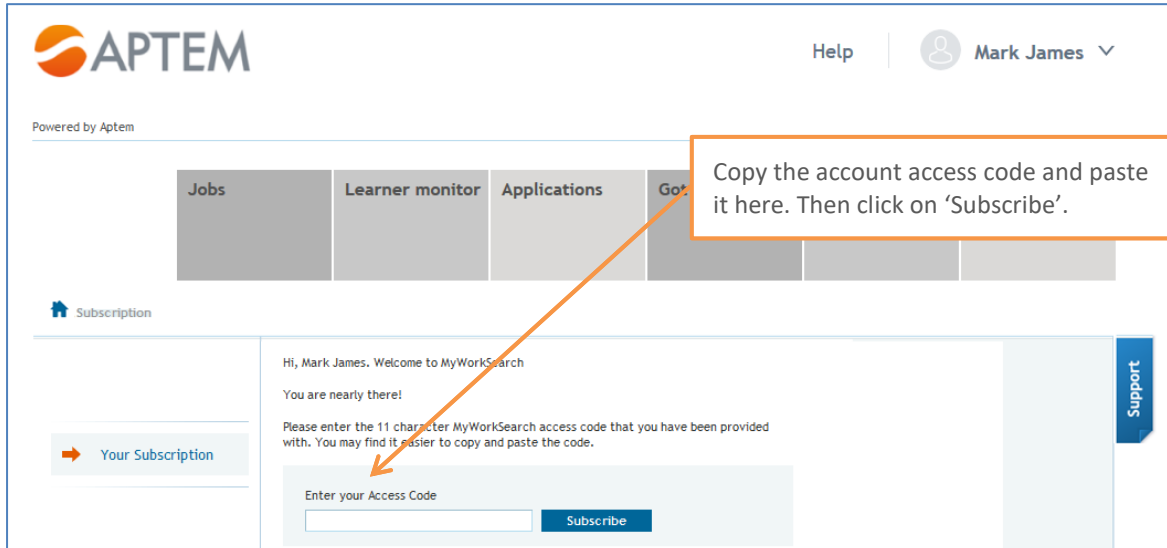 APTEM
Help
Mark James
Powered by Aptem
Copy the account access code and paste
it here. Then click on ‘Subscribe’.
Jobs
Learner monitor
Applications
Subscription
Hi, Mark James. Welcome to MyWorkSearch
You are nearly there!
Please enter the 11 character MyWorkSearch access code that you have been provided
with. You may find it easier to copy and paste the code.
Your Subscription
Enter your Access Code
Subscribe
Support